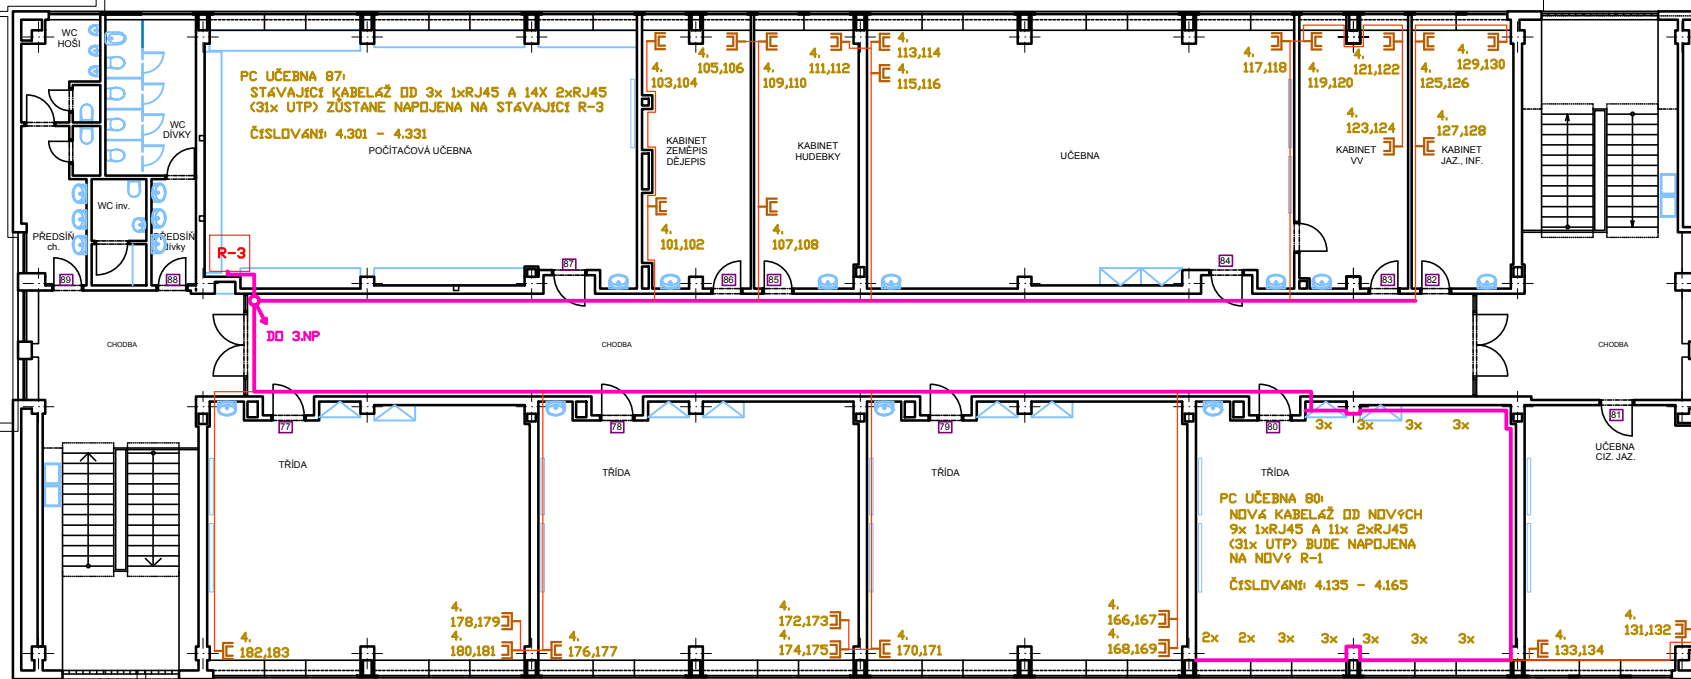 WC
HOŠI
WC
DÍVKY
WC inv.
PŘEDSÍŇ
ch.
PŘEDSÍŇ
dívky
89
88
PC UČEBNA 87:
STÁVAJÍCÍ KABELÁŽ OD 3x 1xRJ45 A 14X 2xRJ45
(31x UTP) ZŮSTANE NAPOJENA NA STÁVAJÍCÍ R-3
ČÍSLOVÁNÍ: 4.301 - 4.331
POČÍTAČOVÁ UČEBNA
R-3
87
4.
103,104
4.
105,106
KABINET
ZEMĚPIS
DĚJEPIS
4.
101,102
86
4.
109,110
4.
111,112
KABINET
HUDEBKY
4.
107,108
85
4.
113,114
4.
115,116
UČEBNA
4.
117,118
84
4.
119,120
4.
121,122
4.
123,124
KABINET
VV
83
4.
125,126
4.
129,130
4.
127,128
KABINET
JAZ., INF.
82
DO 3.NP
CHODBA
CHODBA
CHODBA
77
TŘÍDA
4.
182,183
4.
178,179
4.
180,181
78
TŘÍDA
4.
176,177
4.
172,173
4.
174,175
79
TŘÍDA
4.
170,171
4.
166,167
4.
168,169
80
3x 3x 3x 3x
TŘÍDA
PC UČEBNA 80:
NOVÁ KABELÁŽ OD NOVÝCH
9x 1xRJ45 A 11x 2xRJ45
(31x UTP) BUDE NAPOJENA
NA NOVÝ R-1
ČÍSLOVÁNÍ: 4.135 - 4.165
2x 2x 3x 3x 3x 3x 3x
81
UČEBNA
CIZ. JAZ.
4.
131,132
4.
133,134